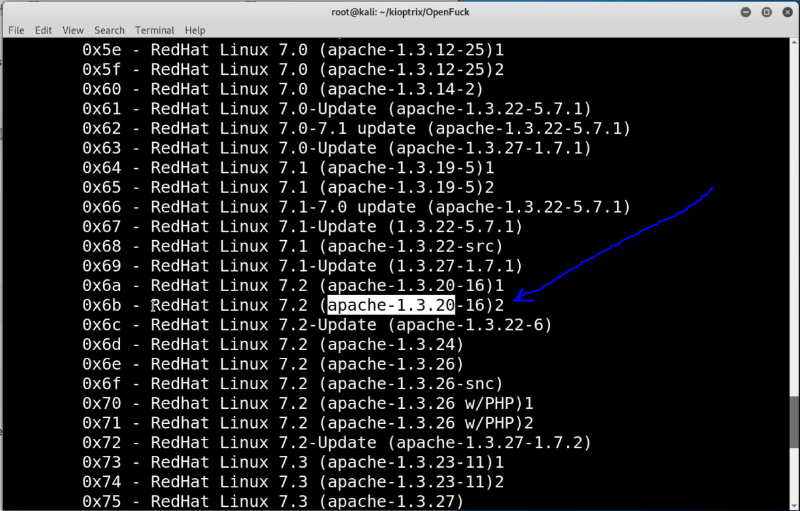 root@kali: ~/kioptrix/OpenFuck
File Edit View Search Terminal Help
0x5e - RedHat Linux 7.0 (apache-1.3.12-25)1
0x5f - RedHat Linux 7.0 (apache-1.3.12-25)2
0x60 - RedHat Linux 7.0 (apache-1.3.14-2)
0x61 - RedHat Linux 7.0-Update (apache-1.3.22-5.7.1)
0x62 - RedHat Linux 7.0-7.1 update (apache-1.3.22-5.7.1)
0x63 - RedHat Linux 7.0-Update (apache-1.3.27-1.7.1)
0x64 - RedHat Linux 7.1 (apache-1.3.19-5)1
0x65 - RedHat Linux 7.1 (apache-1.3.19-5)2
0x66 - RedHat Linux 7.1-7.0 update (apache-1.3.22-5.7.1)
0x67 - RedHat Linux 7.1-Update (1.3.22-5.7.1)
0x68 - RedHat Linux 7.1 (apache-1.3.22-src)
0x69 - RedHat Linux 7.1-Update (1.3.27-1.7.1)
0x6a - RedHat Linux 7.2 (apache-1.3.20-16)1
0x6b - RedHat Linux 7.2 (apache-1.3.20-16)2
0x6c - RedHat Linux 7.2-Update (apache-1.3.22-6)
0x6d - RedHat Linux 7.2 (apache-1.3.24)
0x6e - RedHat Linux 7.2 (apache-1.3.26)
0x6f - RedHat Linux 7.2 (apache-1.3.26-snc)
0x70 - RedHat Linux 7.2 (apache-1.3.26 w/PHP)1
0x71 - RedHat Linux 7.2 (apache-1.3.26 w/PHP)2
0x72 - RedHat Linux 7.2-Update (apache-1.3.27-1.7.2)
0x73 - RedHat Linux 7.3 (apache-1.3.23-11)1
0x74 - RedHat Linux 7.3 (apache-1.3.23-11)2
0x75 - RedHat Linux 7.3 (apache-1.3.27)